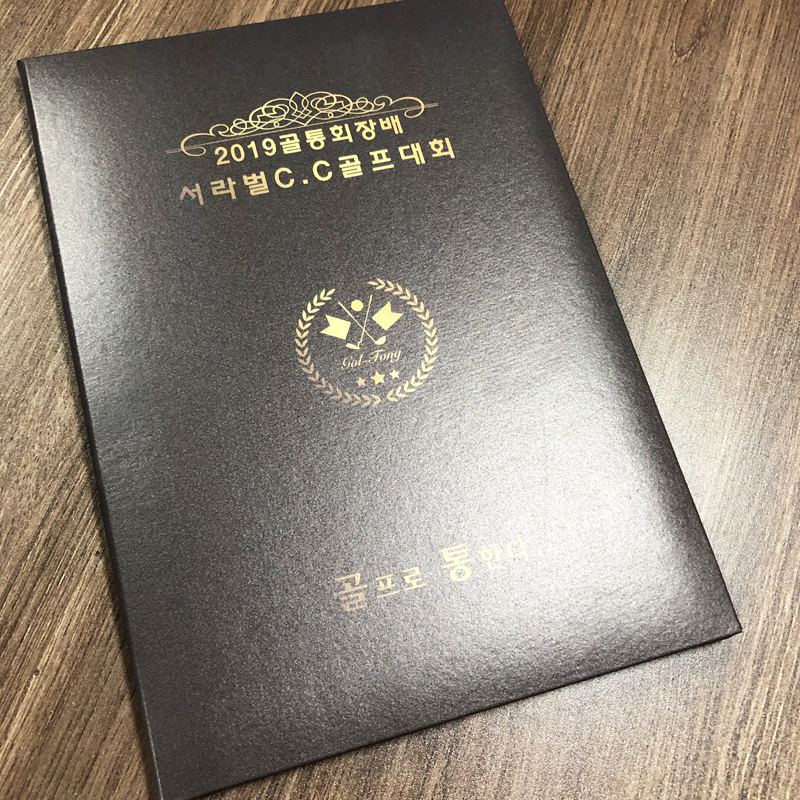 2019골통회장배
서라벌C.C골프대회
Gol-Tong
골프로 통한다